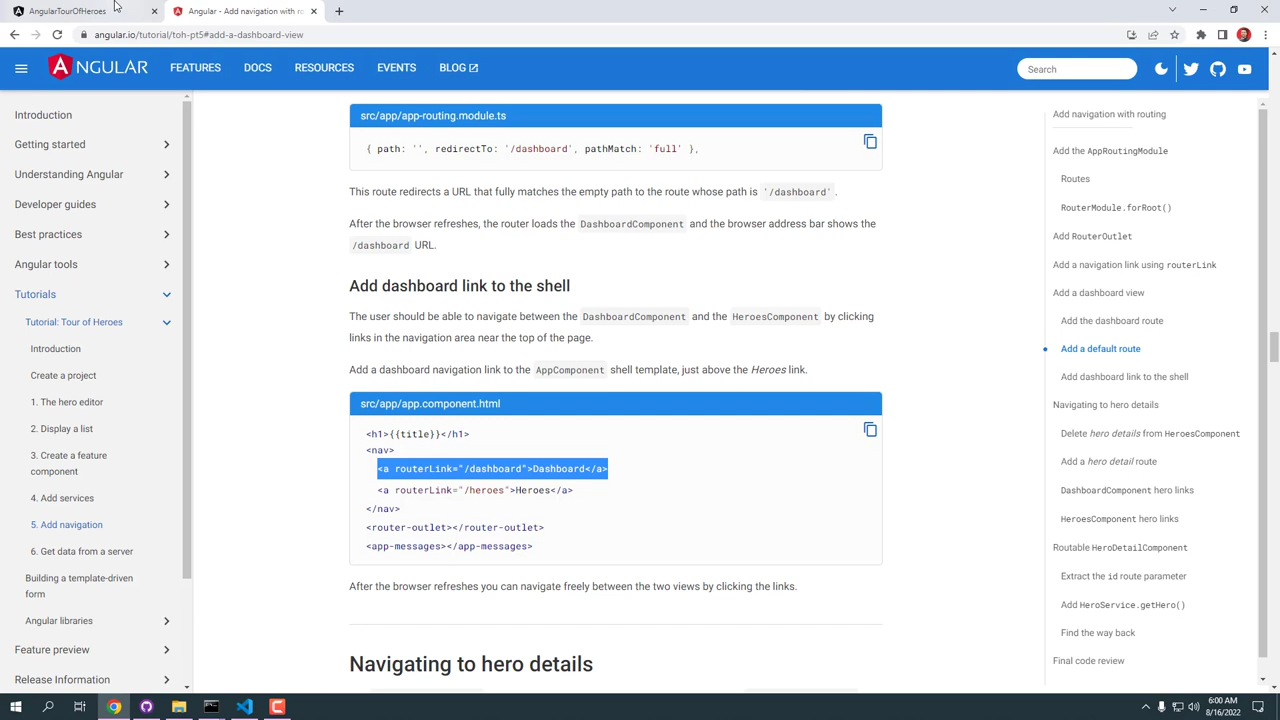 AngularTourOfHeroes
Angular - Add navigation with ro
angular.io/tutorial/toh-pt5#add-a-dashboard-view
ANGULAR
FEATURES
DOCS
RESOURCES
EVENTS
BLOG
Search
Introduction
Getting started
Understanding Angular
Developer guides
Best practices
Angular tools
Tutorials
Tutorial: Tour of Heroes
Introduction
Create a project
1. The hero editor
2. Display a list
3. Create a feature
component
4. Add services
5. Add navigation
6. Get data from a server
Building a template-driven
form
Angular libraries
Feature preview
Release Information
src/app/app-routing.module.ts
{ path: '', redirectTo: '/dashboard', pathMatch: 'full' },
This route redirects a URL that fully matches the empty path to the route whose path is '/dashboard'.
After the browser refreshes, the router loads the DashboardComponent and the browser address bar shows the
/dashboard URL.
Add dashboard link to the shell
The user should be able to navigate between the DashboardComponent and the HeroesComponent by clicking
links in the navigation area near the top of the page.
Add a dashboard navigation link to the AppComponent shell template, just above the Heroes link.
src/app/app.component.html
<h1>{{title}}</h1>
<nav>
<a routerLink="/dashboard">Dashboard</a>
<a routerLink="/heroes">Heroes</a>
</nav>
<router-outlet></router-outlet>
<app-messages></app-messages>
After the browser refreshes you can navigate freely between the two views by clicking the links.
Navigating to hero details
Add navigation with routing
Add the AppRoutingModule
Routes
RouterModule.forRoot()
Add RouterOutlet
Add a navigation link using routerLink
Add a dashboard view
Add the dashboard route
Add a default route
Add dashboard link to the shell
Navigating to hero details
Delete hero details from HeroesComponent
Add a hero detail route
DashboardComponent hero links
HeroesComponent hero links
Routable HeroDetailComponent
Extract the id route parameter
Add HeroService.getHero()
Find the way back
Final code review
6:00 AM
8/16/2022